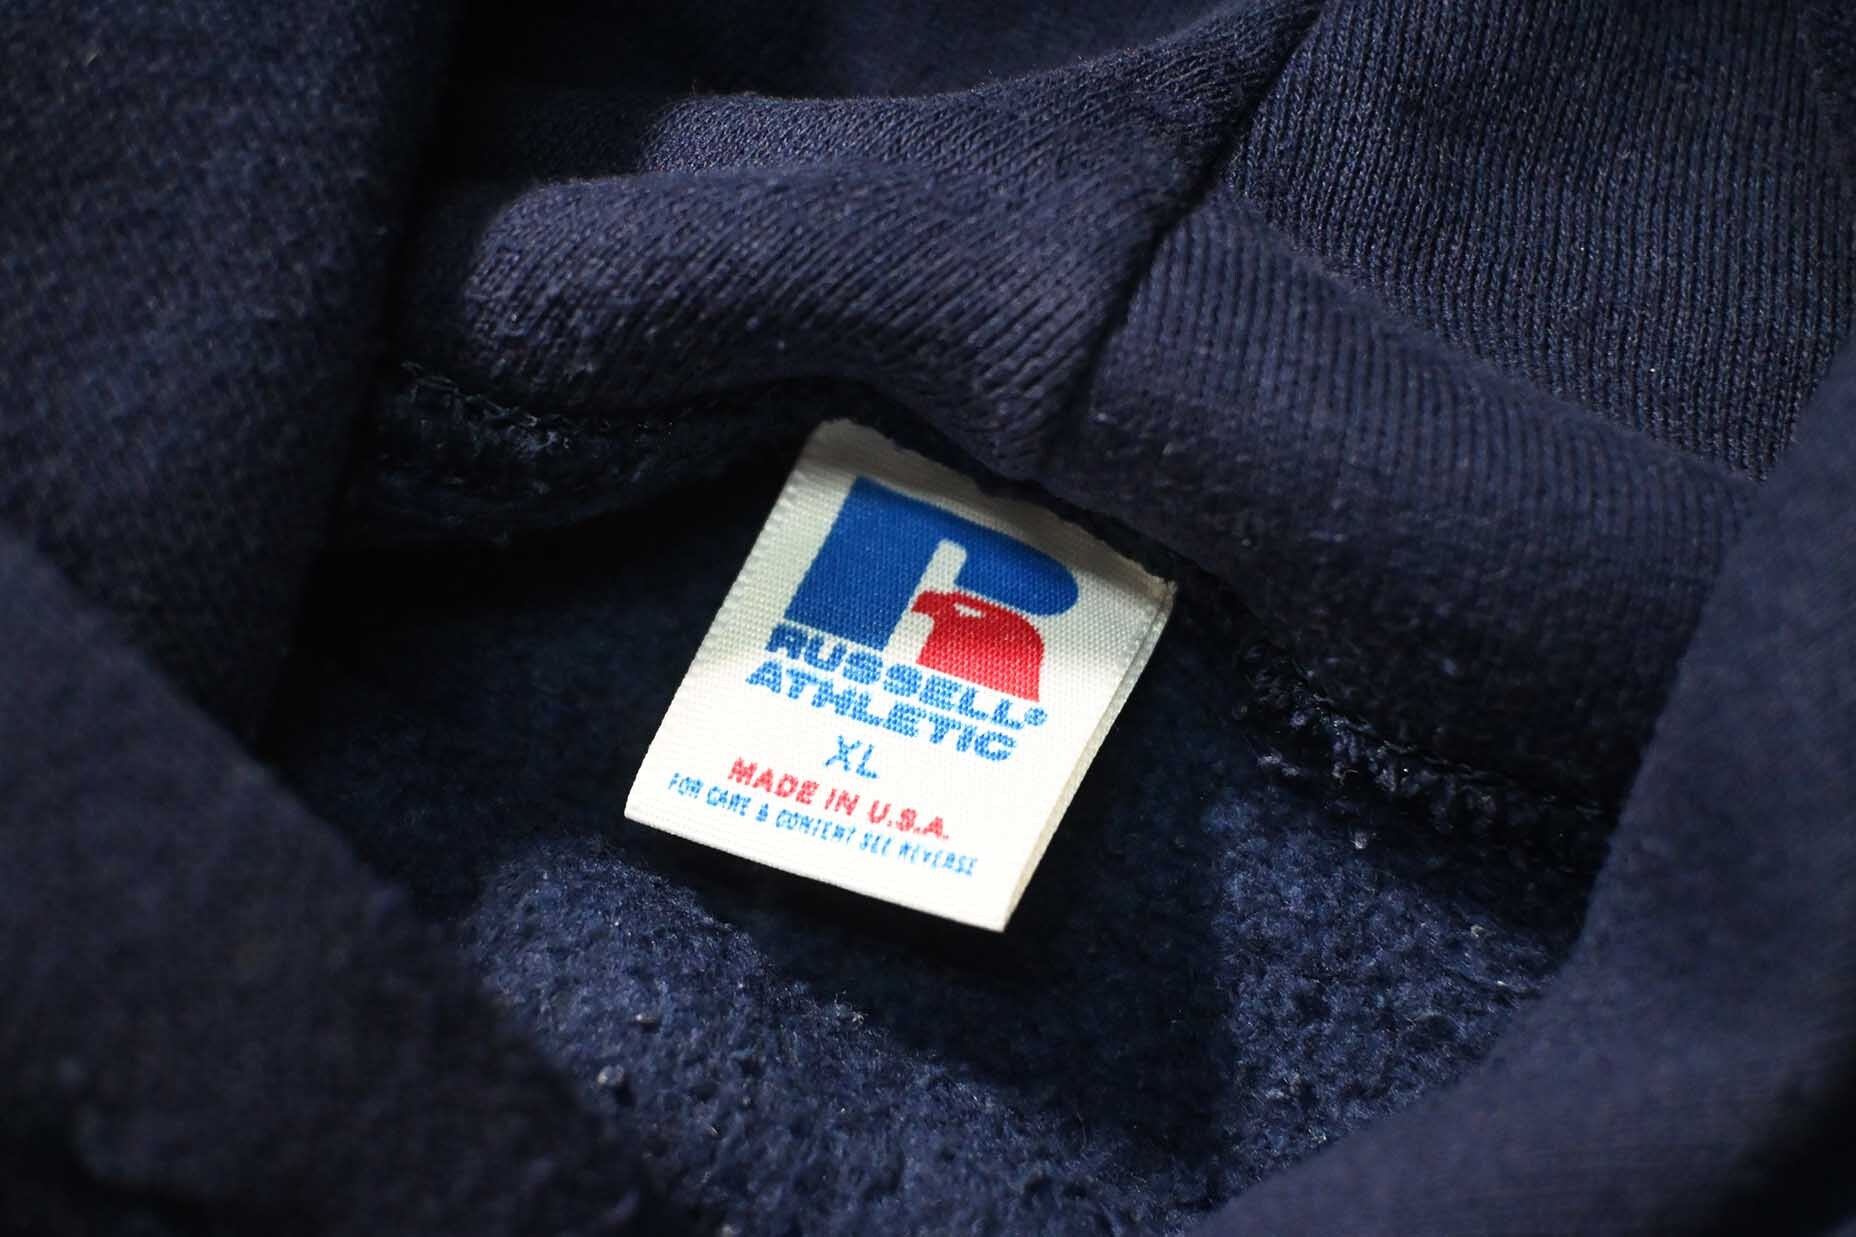 R
RUSSELL®
ATHLETIC
XL
MADE IN U.S.A.
FOR CARE & CONTENT SEE REVERSE